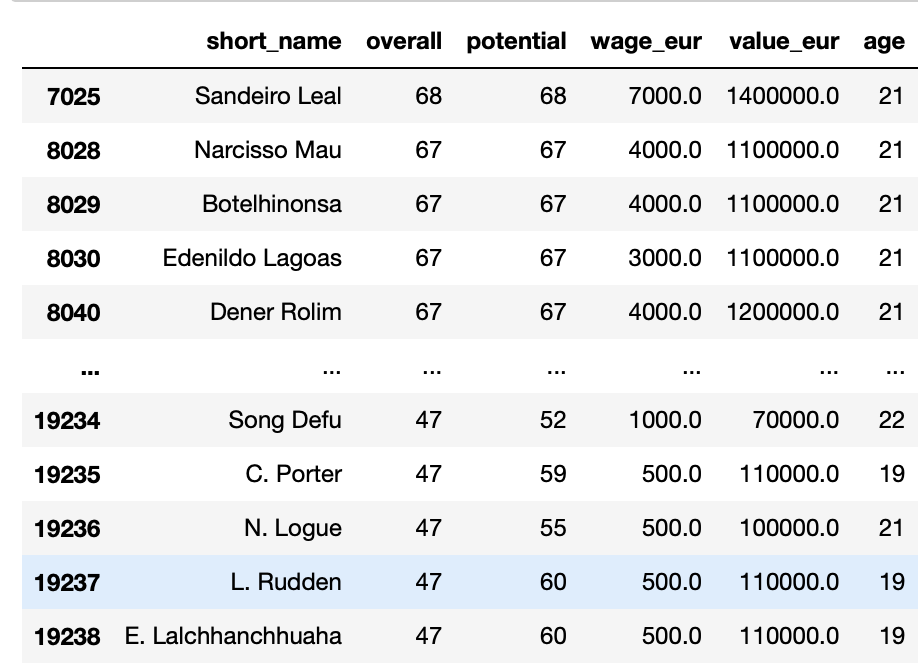 short_name overall potential wage_eur value_eur age
7025 Sandeiro Leal 68 68 7000.0 1400000.0 21
8028 Narcisso Mau 67 67 4000.0 1100000.0 21
8029 Botelhinonsa 67 67 4000.0 1100000.0 21
8030 Edenildo Lagoas 67 67 3000.0 1100000.0 21
8040 Dener Rolim 67 67 4000.0 1200000.0 21
... ... ... ... ... ... ...
19234 Song Defu 47 52 1000.0 70000.0 22
19235 C. Porter 47 59 500.0 110000.0 19
19236 N. Logue 47 55 500.0 100000.0 21
19237 L. Rudden 47 60 500.0 110000.0 19
19238 E. Lalchhanchhuaha 47 60 500.0 110000.0 19